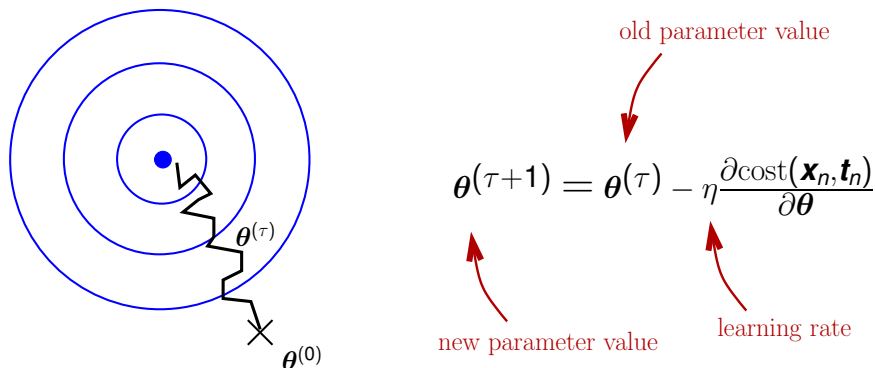 old parameter value
θ^(τ+1) = θ^(τ) − η ∂cost(x_n, t_n)/∂θ
θ^(τ)
new parameter value
learning rate
θ^(0)